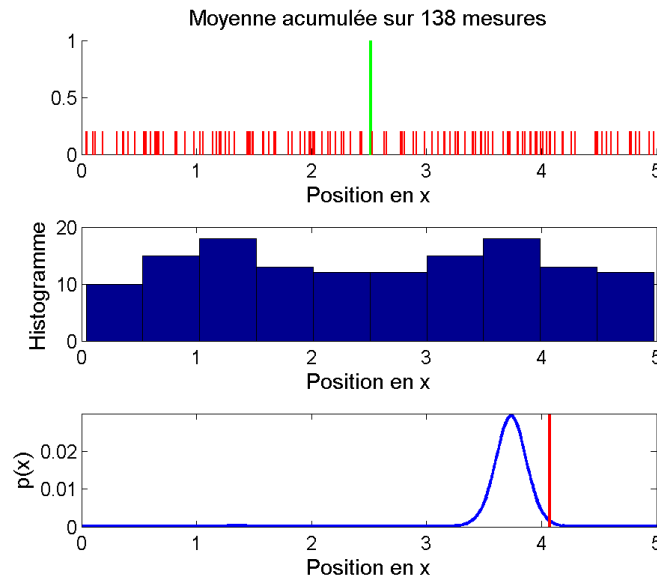 Moyenne acumulée sur 138 mesures
1
0.5
0
0 1 2 3 4 5
Position en x
Histogramme
20
10
0
0 1 2 3 4 5
Position en x
p(x)
0.02
0.01
0
0 1 2 3 4 5
Position en x